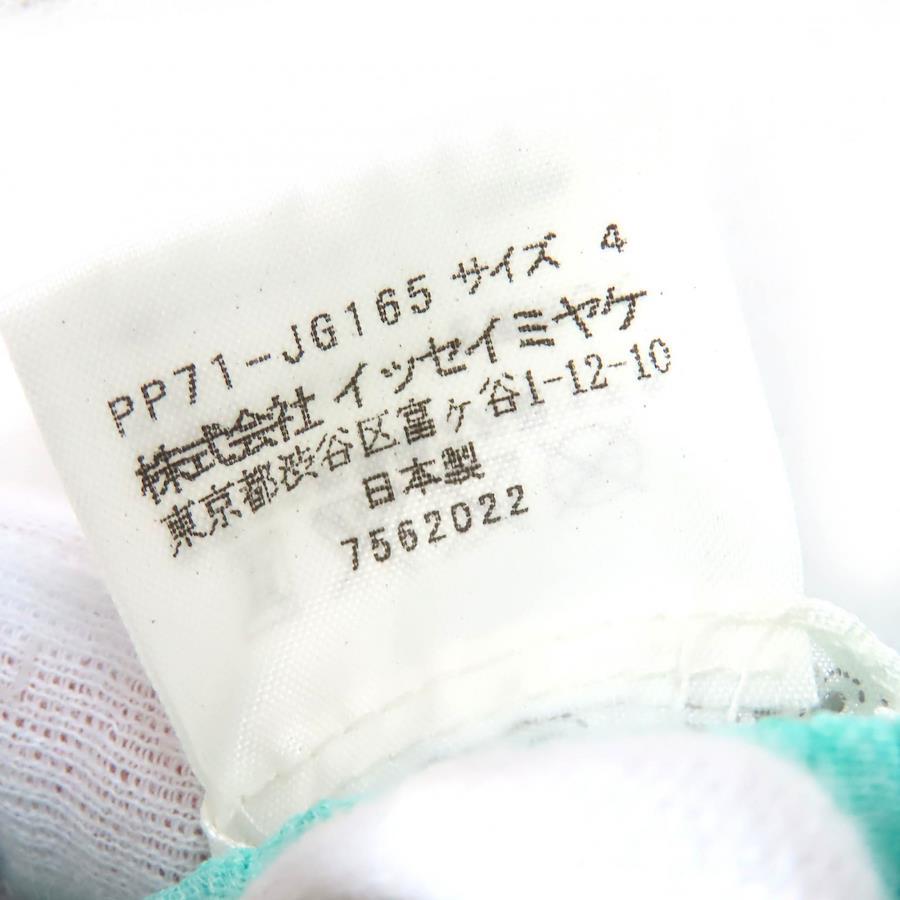 PP71-JG165 サイズ 4
株式会社 イッセイミヤケ
東京都渋谷区富ヶ谷1-12-10
日本製
7562022